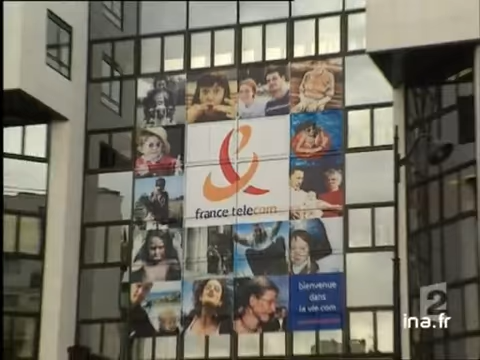 france telecom
bienvenue
dans
la vie.com
2
ina.fr